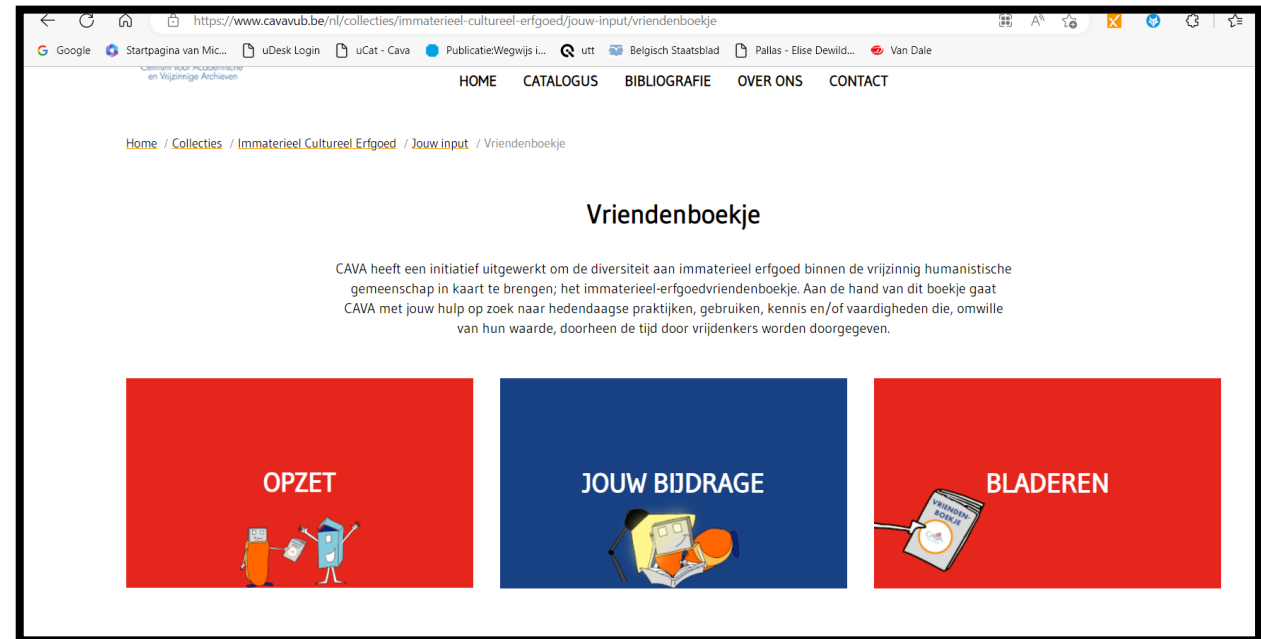 https://www.cavavub.be/nl/collecties/immaterieel-cultureel-erfgoed/jouw-input/vriendenboekje
Google Startpagina van Mic... uDesk Login uCat - Cava Publicatie:Wegwijs i... utt Belgisch Staatsblad Pallas - Elise Dewild... Van Dale
Centrum voor Academische
en Vrijzinnige Archieven
HOME CATALOGUS BIBLIOGRAFIE OVER ONS CONTACT
Home / Collecties / Immaterieel Cultureel Erfgoed / Jouw input / Vriendenboekje
Vriendenboekje
CAVA heeft een initiatief uitgewerkt om de diversiteit aan immaterieel erfgoed binnen de vrijzinnig humanistische
gemeenschap in kaart te brengen; het immaterieel-erfgoedvriendenboekje. Aan de hand van dit boekje gaat
CAVA met jouw hulp op zoek naar hedendaagse praktijken, gebruiken, kennis en/of vaardigheden die, omwille
van hun waarde, doorheen de tijd door vrijdenkers worden doorgegeven.
OPZET
JOUW BIJDRAGE
BLADEREN
VRIENDEN-
BOEKJE